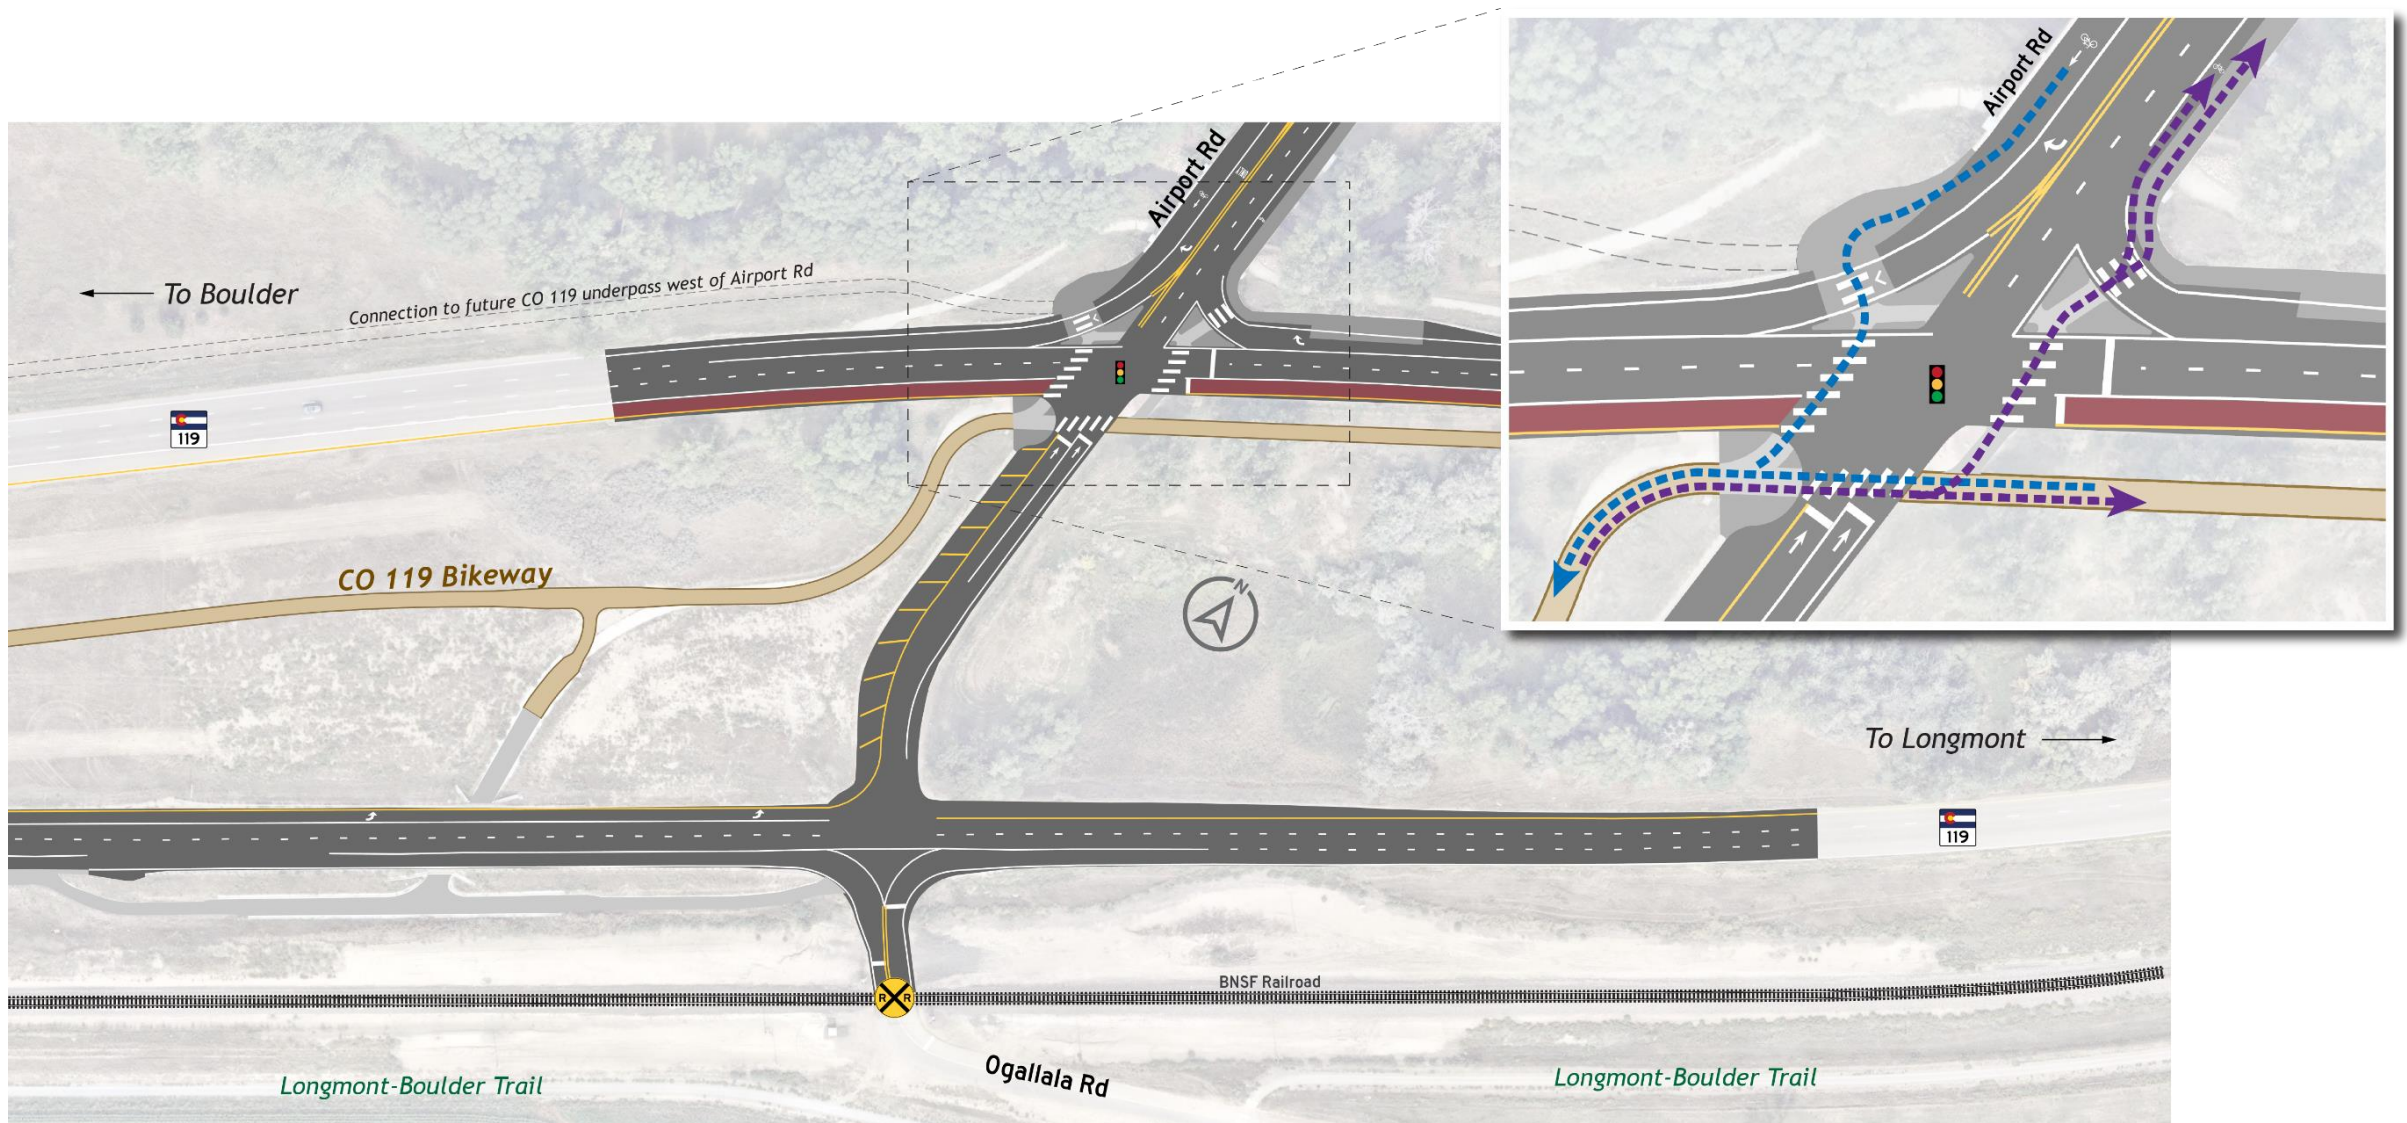 Airport Rd
Airport Rd
To Boulder
Connection to future CO 119 underpass west of Airport Rd
119
CO 119 Bikeway
N
To Longmont
119
BNSF Railroad
R R
Ogallala Rd
Longmont-Boulder Trail
Longmont-Boulder Trail